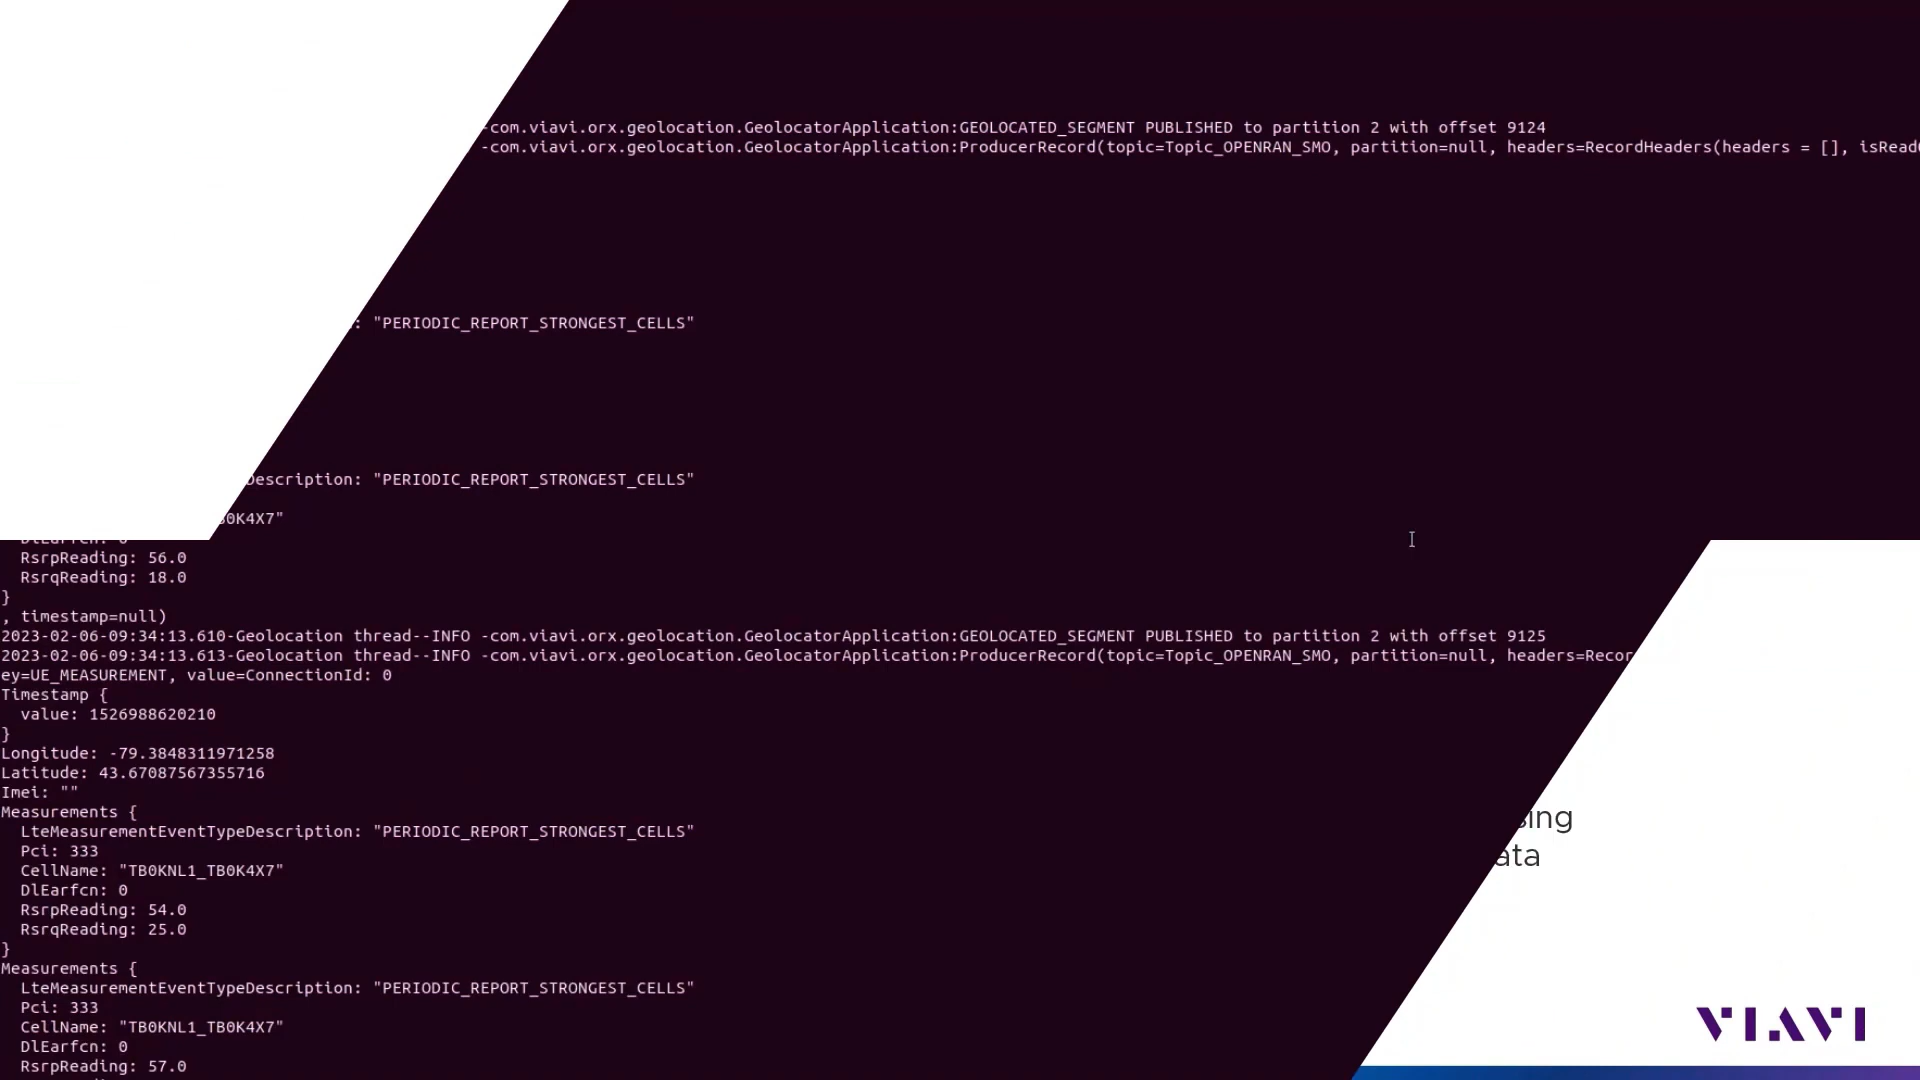 -com.viavi.orx.geolocation.GeolocatorApplication:GEOLOCATED_SEGMENT PUBLISHED to partition 2 with offset 9124
-com.viavi.orx.geolocation.GeolocatorApplication:ProducerRecord(topic=Topic_OPENRAN_SMO, partition=null, headers=RecordHeaders(headers = [], isRead
: "PERIODIC_REPORT_STRONGEST_CELLS"
Description: "PERIODIC_REPORT_STRONGEST_CELLS"
0K4X7"
DlEarfcn: 0
RsrpReading: 56.0
RsrqReading: 18.0
}
, timestamp=null)
2023-02-06-09:34:13.610-Geolocation thread--INFO -com.viavi.orx.geolocation.GeolocatorApplication:GEOLOCATED_SEGMENT PUBLISHED to partition 2 with offset 9125
2023-02-06-09:34:13.613-Geolocation thread--INFO -com.viavi.orx.geolocation.GeolocatorApplication:ProducerRecord(topic=Topic_OPENRAN_SMO, partition=null, headers=Recor
ey=UE_MEASUREMENT, value=ConnectionId: 0
Timestamp {
value: 1526988620210
}
Longitude: -79.3848311971258
Latitude: 43.67087567355716
Imei: ""
Measurements {
LteMeasurementEventTypeDescription: "PERIODIC_REPORT_STRONGEST_CELLS"
Pci: 333
CellName: "TB0KNL1_TB0K4X7"
DlEarfcn: 0
RsrpReading: 54.0
RsrqReading: 25.0
}
Measurements {
LteMeasurementEventTypeDescription: "PERIODIC_REPORT_STRONGEST_CELLS"
Pci: 333
CellName: "TB0KNL1_TB0K4X7"
DlEarfcn: 0
RsrpReading: 57.0
sing
ata
VIAVI